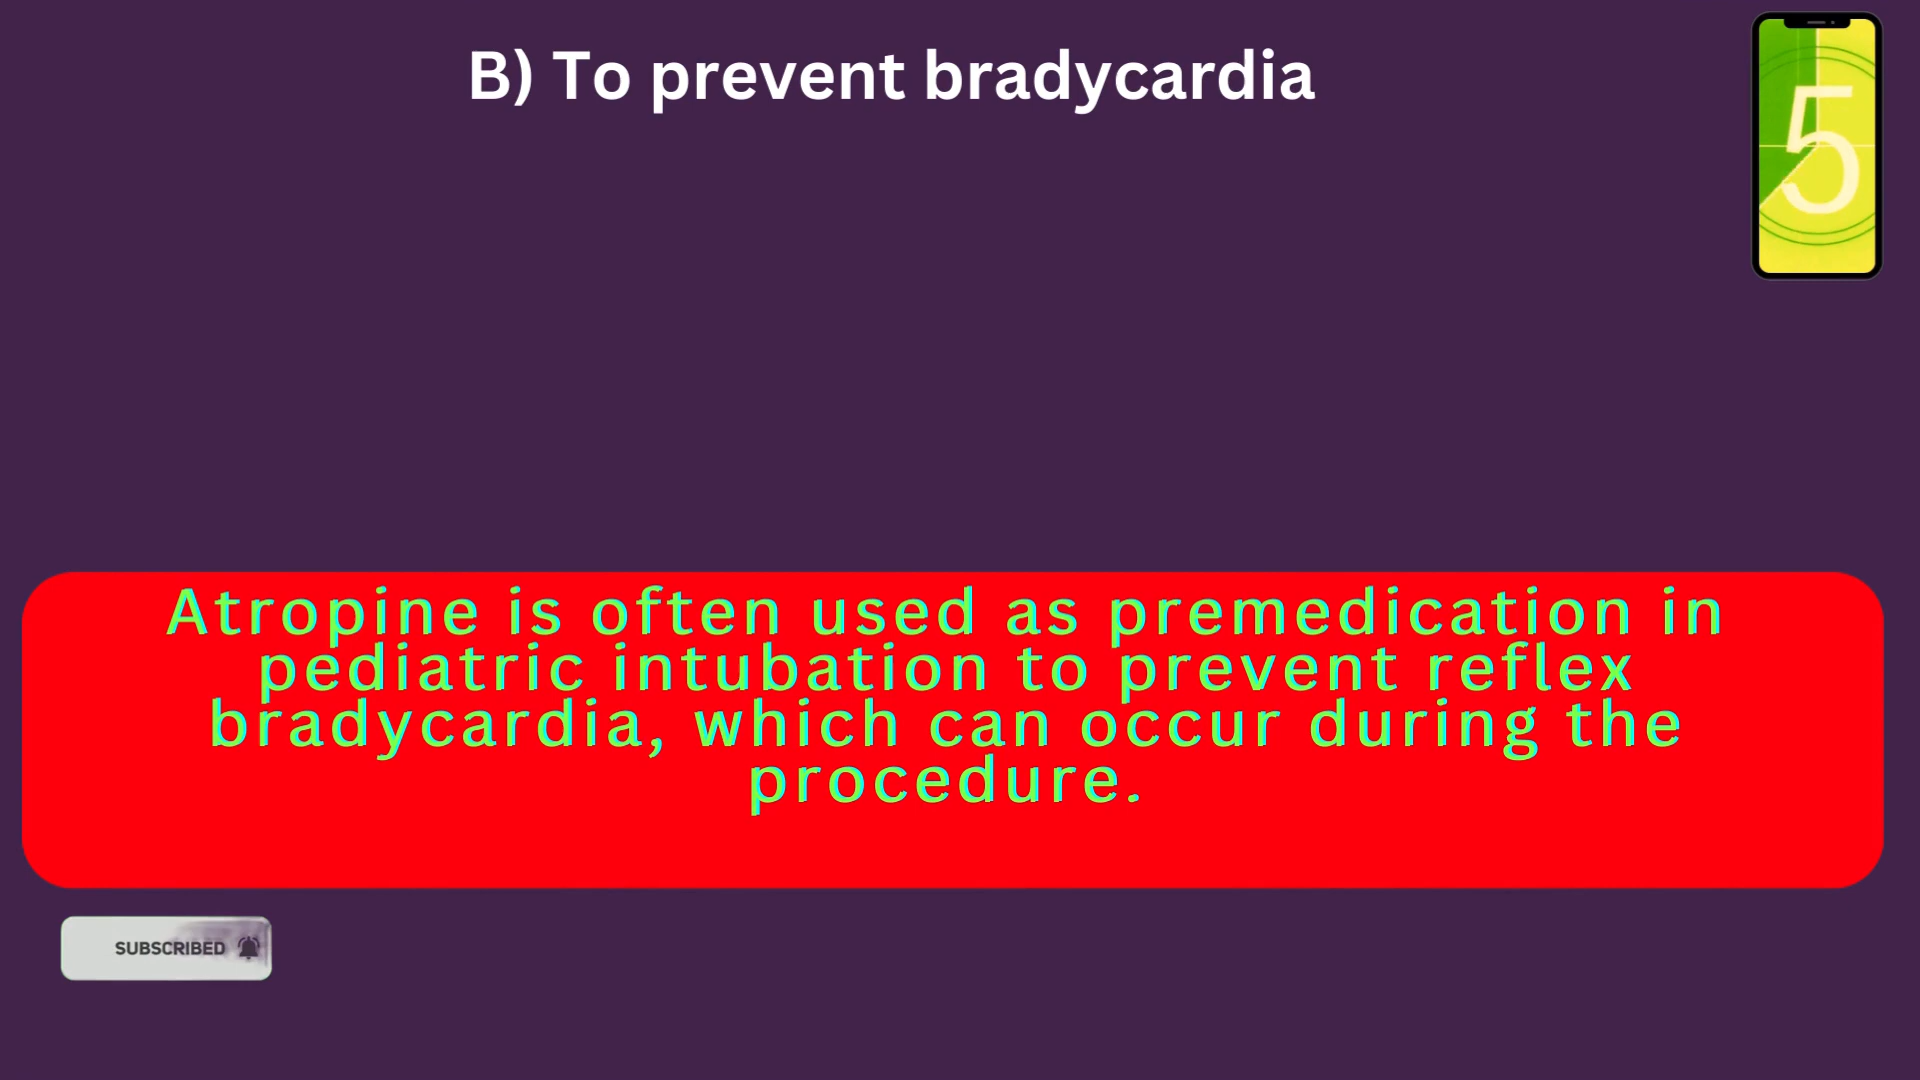 B) To prevent bradycardia
5
Atropine is often used as premedication in
pediatric intubation to prevent reflex
bradycardia, which can occur during the
procedure.
SUBSCRIBED